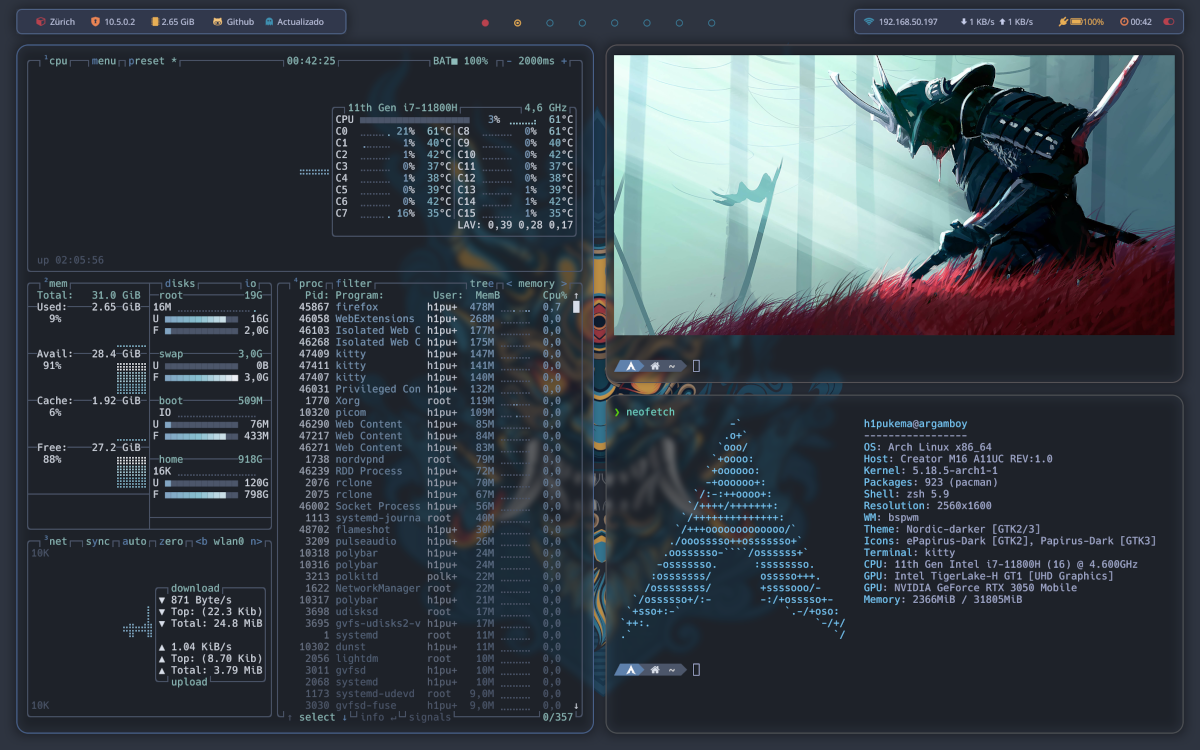 Zürich 10.5.0.2 2.65 GiB Github Actualizado
192.168.50.197 1 KB/s 1 KB/s 100% 00:42
¹cpu menu preset * 00:42:25 BAT■ 100% - 2000ms +
11th Gen i7-11800H 4,6 GHz
CPU 3% 61°C
C0 21% 61°C C8 0% 61°C
C1 1% 40°C C9 0% 40°C
C2 1% 42°C C10 0% 42°C
C3 0% 37°C C11 0% 37°C
C4 1% 38°C C12 0% 38°C
C5 0% 39°C C13 1% 39°C
C6 0% 42°C C14 1% 42°C
C7 16% 35°C C15 1% 35°C
LAV: 0,39 0,28 0,17
up 02:05:56
²mem
Total: 31.0 GiB
Used: 2.65 GiB
9%
Avail: 28.4 GiB
91%
Cache: 1.92 GiB
6%
Free: 27.2 GiB
88%
disks io
root 19G
16M
U 16G
F 2,0G
swap 3,0G
U 0B
F 3,0G
boot 509M
IO
U 76M
F 433M
home 918G
16K
U 120G
F 798G
³net sync auto zero <b wlan0 n>
10K
download
▼ 871 Byte/s
▼ Top: (22.3 Kib)
▼ Total: 24.8 MiB
▲ 1.04 KiB/s
▲ Top: (8.70 Kib)
▲ Total: 3.79 MiB
upload
10K
⁴proc filter tree < memory >
Pid: Program: User: MemB Cpu% ↑
45867 firefox h1pu+ 478M 0,7
46058 WebExtensions h1pu+ 268M 0,0
46103 Isolated Web C h1pu+ 177M 0,0
46268 Isolated Web C h1pu+ 175M 0,0
47409 kitty h1pu+ 147M 0,0
47411 kitty h1pu+ 141M 0,0
47407 kitty h1pu+ 140M 0,0
46031 Privileged Con h1pu+ 132M 0,0
1770 Xorg root 119M 0,0
10320 picom h1pu+ 109M 0,0
46290 Web Content h1pu+ 85M 0,0
47217 Web Content h1pu+ 84M 0,0
46271 Web Content h1pu+ 83M 0,0
1738 nordvpnd root 79M 0,0
46239 RDD Process h1pu+ 72M 0,0
2076 rclone h1pu+ 70M 0,0
2075 rclone h1pu+ 67M 0,0
46002 Socket Process h1pu+ 56M 0,0
1113 systemd-journa root 40M 0,0
48702 flameshot h1pu+ 30M 0,0
3209 pulseaudio h1pu+ 26M 0,0
10318 polybar h1pu+ 24M 0,0
10316 polybar h1pu+ 24M 0,0
3213 polkitd polk+ 22M 0,0
1622 NetworkManager root 22M 0,0
10317 polybar h1pu+ 21M 0,0
3698 udisksd root 17M 0,0
3695 gvfs-udisks2-v h1pu+ 17M 0,0
1 systemd root 11M 0,0
10302 dunst h1pu+ 11M 0,0
2056 lightdm root 10M 0,0
3011 gvfsd h1pu+ 10M 0,0
2068 systemd h1pu+ 10M 0,0
1173 systemd-udevd root 9,0M 0,0
3030 gvfsd-fuse h1pu+ 9,0M 0,0 ↓
↑ select ↓ info ↵ signals 0/357
~
❯ neofetch
-`
.o+`
`ooo/
`+oooo:
`+oooooo:
-+oooooo+:
`/:-:++oooo+:
`/++++/+++++++:
`/++++++++++++++:
`/+++ooooooooooooo/`
./ooosssso++osssssso+`
.oossssso-````/ossssss+`
-osssssso. :ssssssso.
:osssssss/ osssso+++.
/ossssssss/ +ssssooo/-
`/ossssso+/:- -:/+osssso+-
`+sso+:-` `.-/+oso:
`++:. `-/+/
.` `/
h1pukema@argamboy
-----------------
OS: Arch Linux x86_64
Host: Creator M16 A11UC REV:1.0
Kernel: 5.18.5-arch1-1
Packages: 923 (pacman)
Shell: zsh 5.9
Resolution: 2560x1600
WM: bspwm
Theme: Nordic-darker [GTK2/3]
Icons: ePapirus-Dark [GTK2], Papirus-Dark [GTK3]
Terminal: kitty
CPU: 11th Gen Intel i7-11800H (16) @ 4.600GHz
GPU: Intel TigerLake-H GT1 [UHD Graphics]
GPU: NVIDIA GeForce RTX 3050 Mobile
Memory: 2366MiB / 31805MiB
~